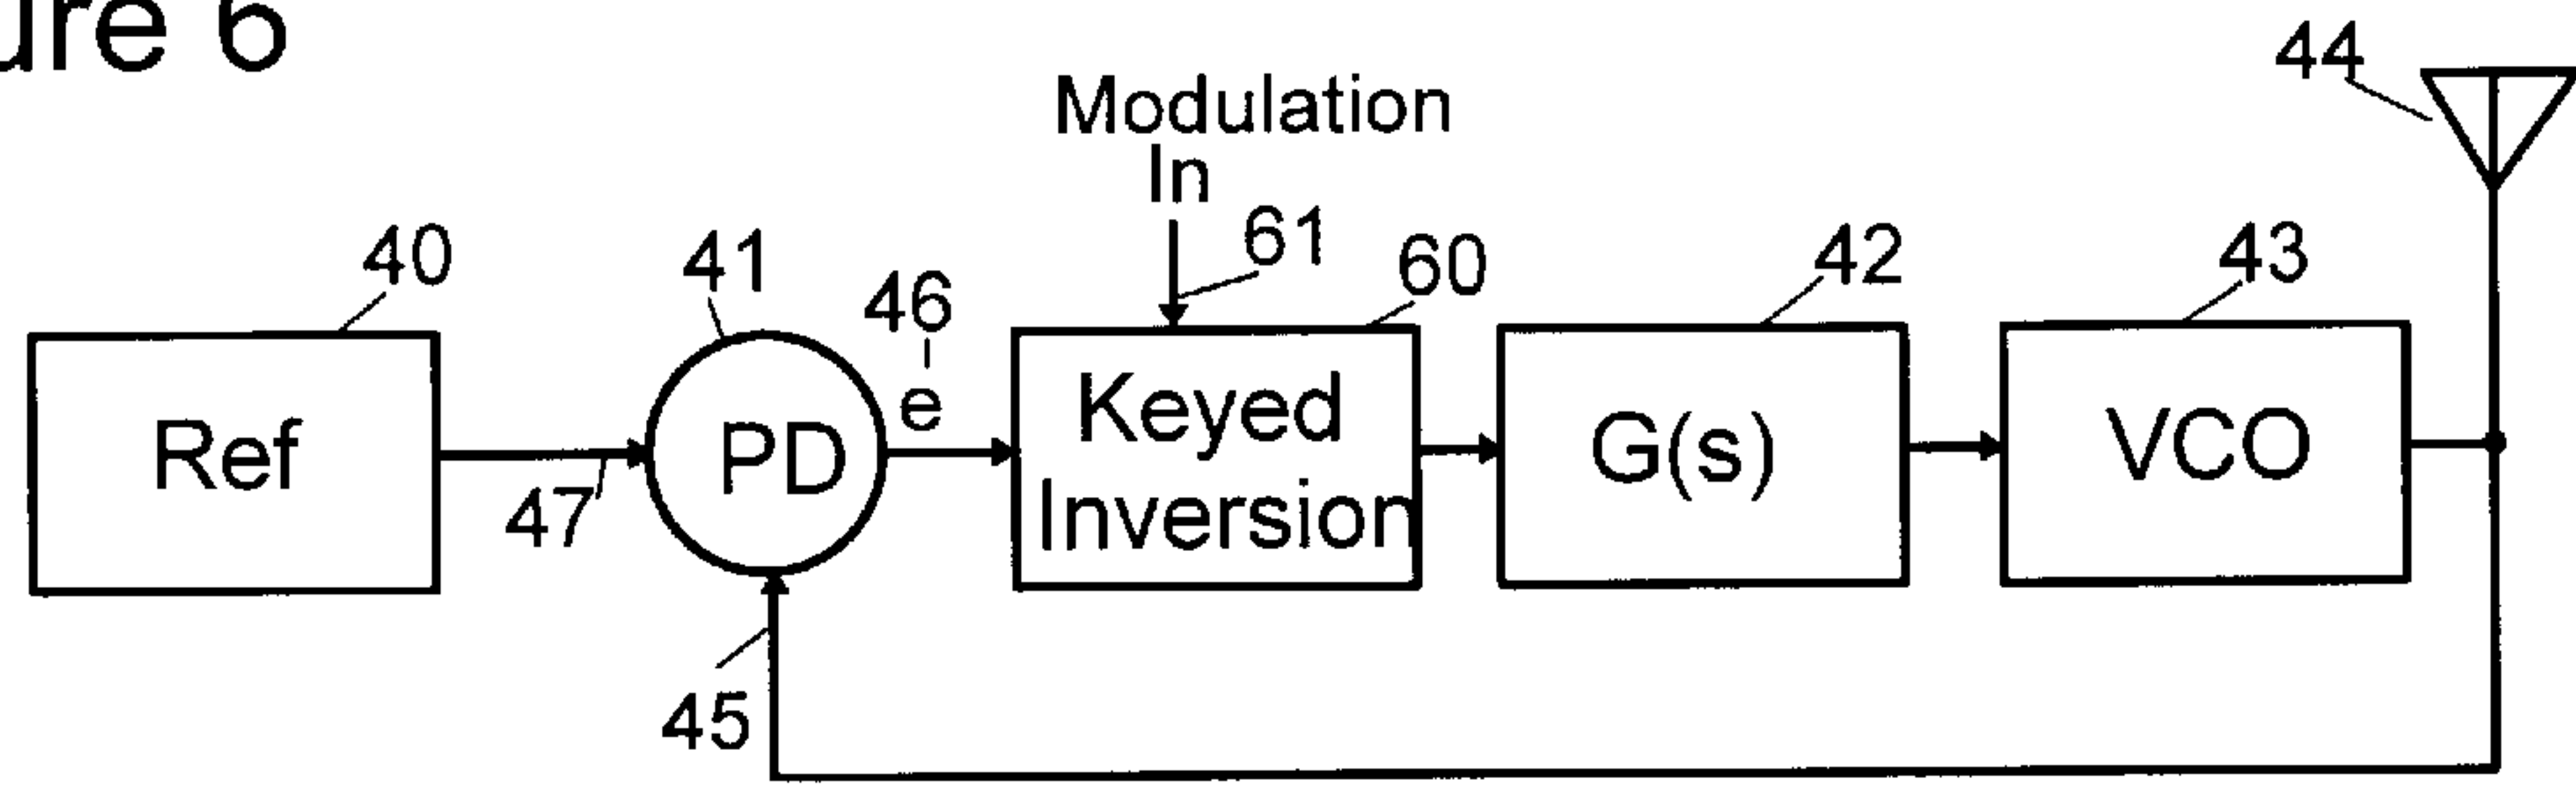 ure 6
44
Modulation
In
61
40
41
46
60
42
43
Ref
47
PD
e
Keyed
Inversion
G(s)
VCO
45